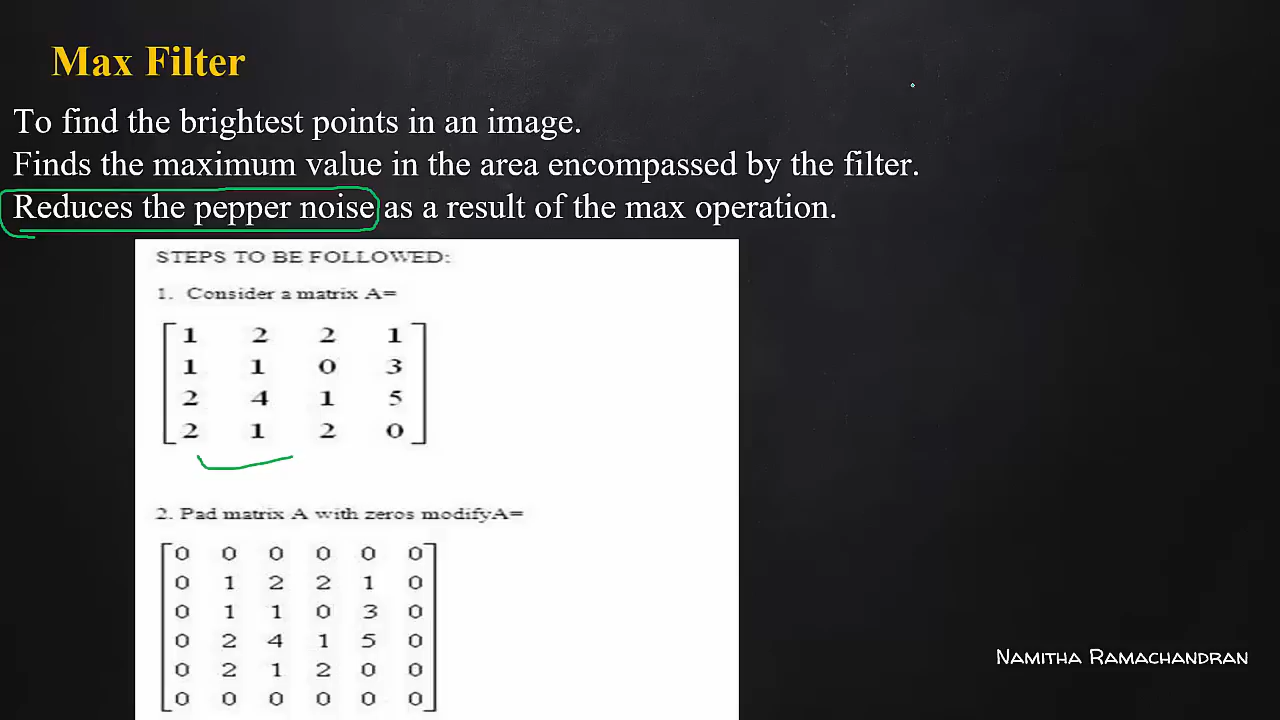 Max Filter
To find the brightest points in an image.
Finds the maximum value in the area encompassed by the filter.
Reduces the pepper noise as a result of the max operation.
STEPS TO BE FOLLOWED:
1. Consider a matrix A=
1 2 2 1
1 1 0 3
2 4 1 5
2 1 2 0
2. Pad matrix A with zeros modifyA=
0 0 0 0 0 0
0 1 2 2 1 0
0 1 1 0 3 0
0 2 4 1 5 0
0 2 1 2 0 0
0 0 0 0 0 0
Namitha Ramachandran